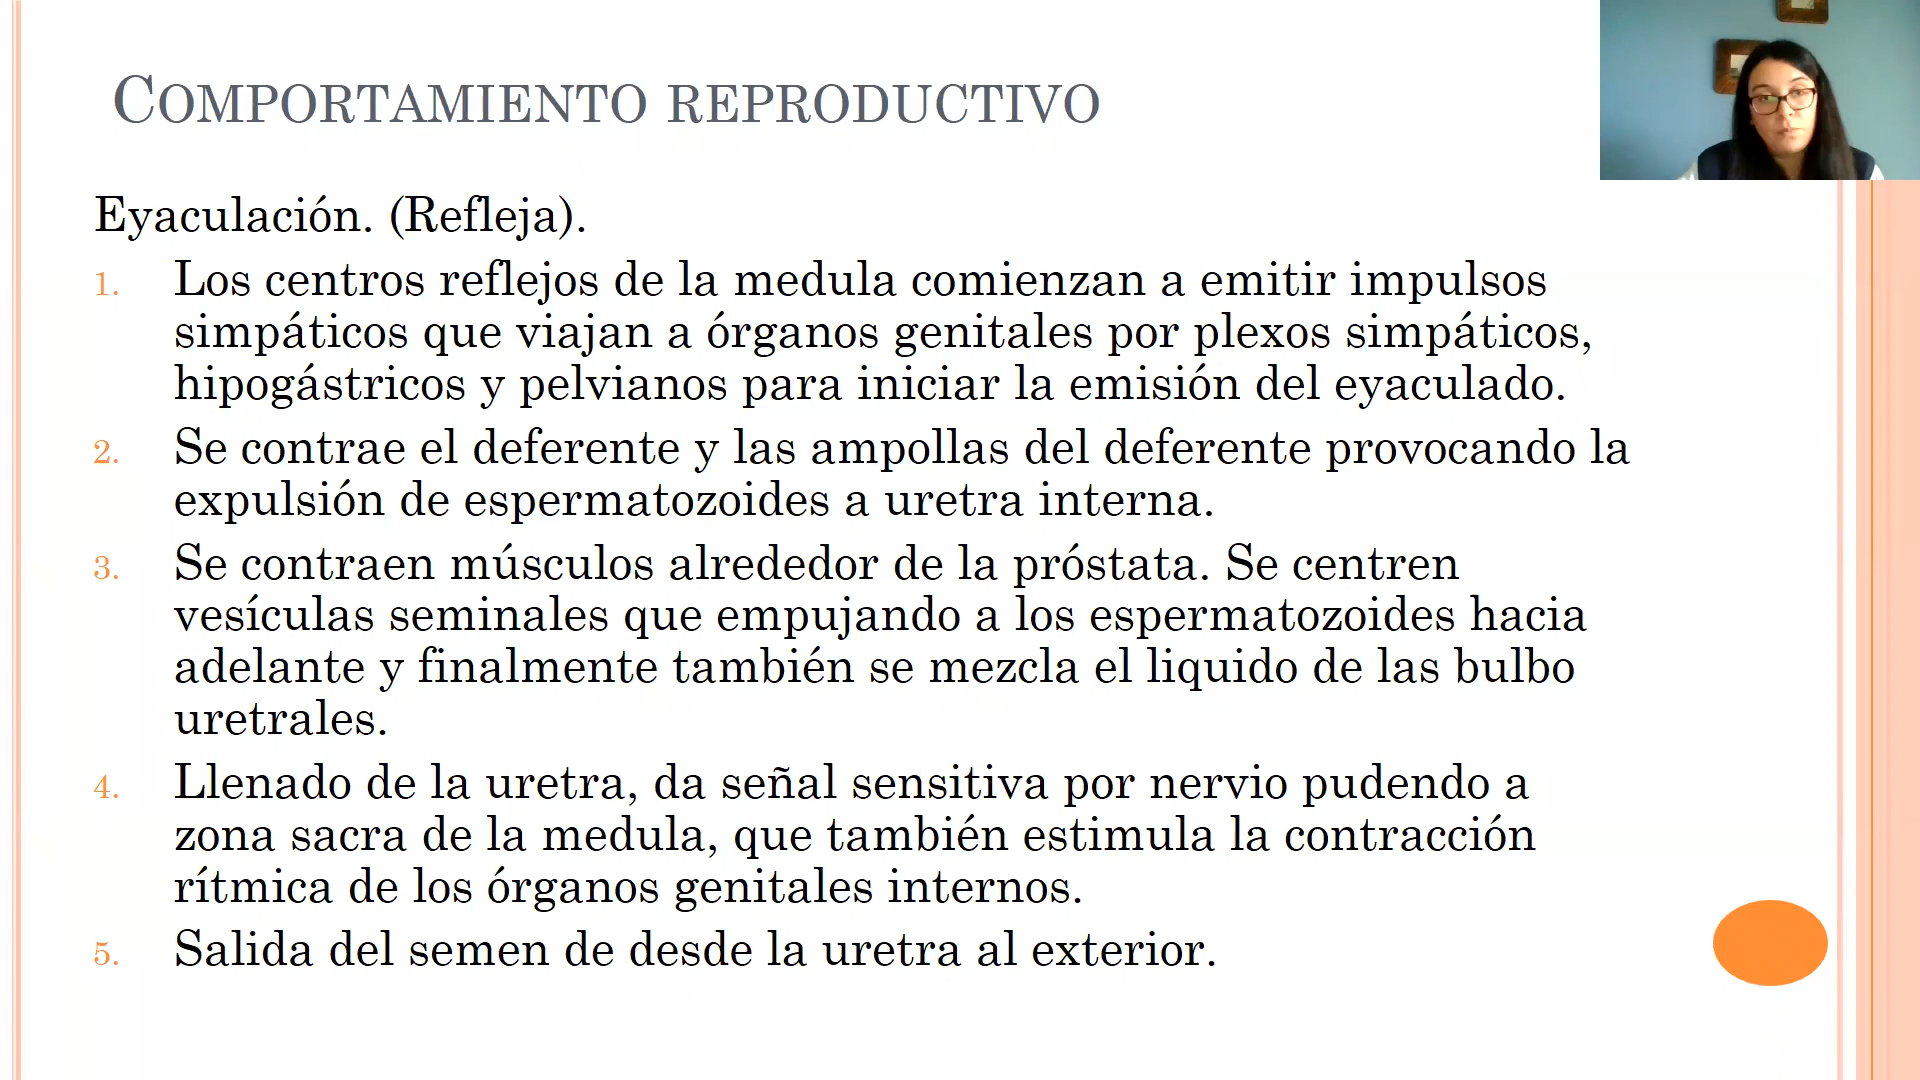 COMPORTAMIENTO REPRODUCTIVO
Eyaculación. (Refleja).
1. Los centros reflejos de la medula comienzan a emitir impulsos
simpáticos que viajan a órganos genitales por plexos simpáticos,
hipogástricos y pelvianos para iniciar la emisión del eyaculado.
2. Se contrae el deferente y las ampollas del deferente provocando la
expulsión de espermatozoides a uretra interna.
3. Se contraen músculos alrededor de la próstata. Se centren
vesículas seminales que empujando a los espermatozoides hacia
adelante y finalmente también se mezcla el liquido de las bulbo
uretrales.
4. Llenado de la uretra, da señal sensitiva por nervio pudendo a
zona sacra de la medula, que también estimula la contracción
rítmica de los órganos genitales internos.
5. Salida del semen de desde la uretra al exterior.